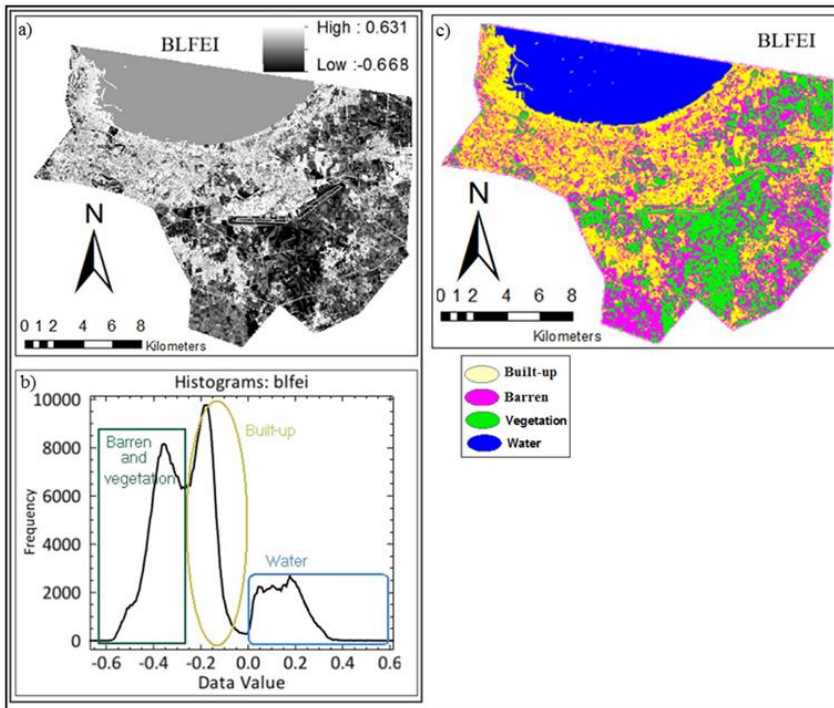 a)
BLFEI
High : 0.631
Low : -0.668
N
0 1 2 4 6 8
Kilometers
b)
Histograms: blfei
Frequency
10000
8000
6000
4000
2000
0
Barren
and
vegetation
Built-up
Water
-0.6 -0.4 -0.2 0.0 0.2 0.4 0.6
Data Value
c)
BLFEI
N
0 1 2 4 6 8
Kilometers
Built-up
Barren
Vegetation
Water